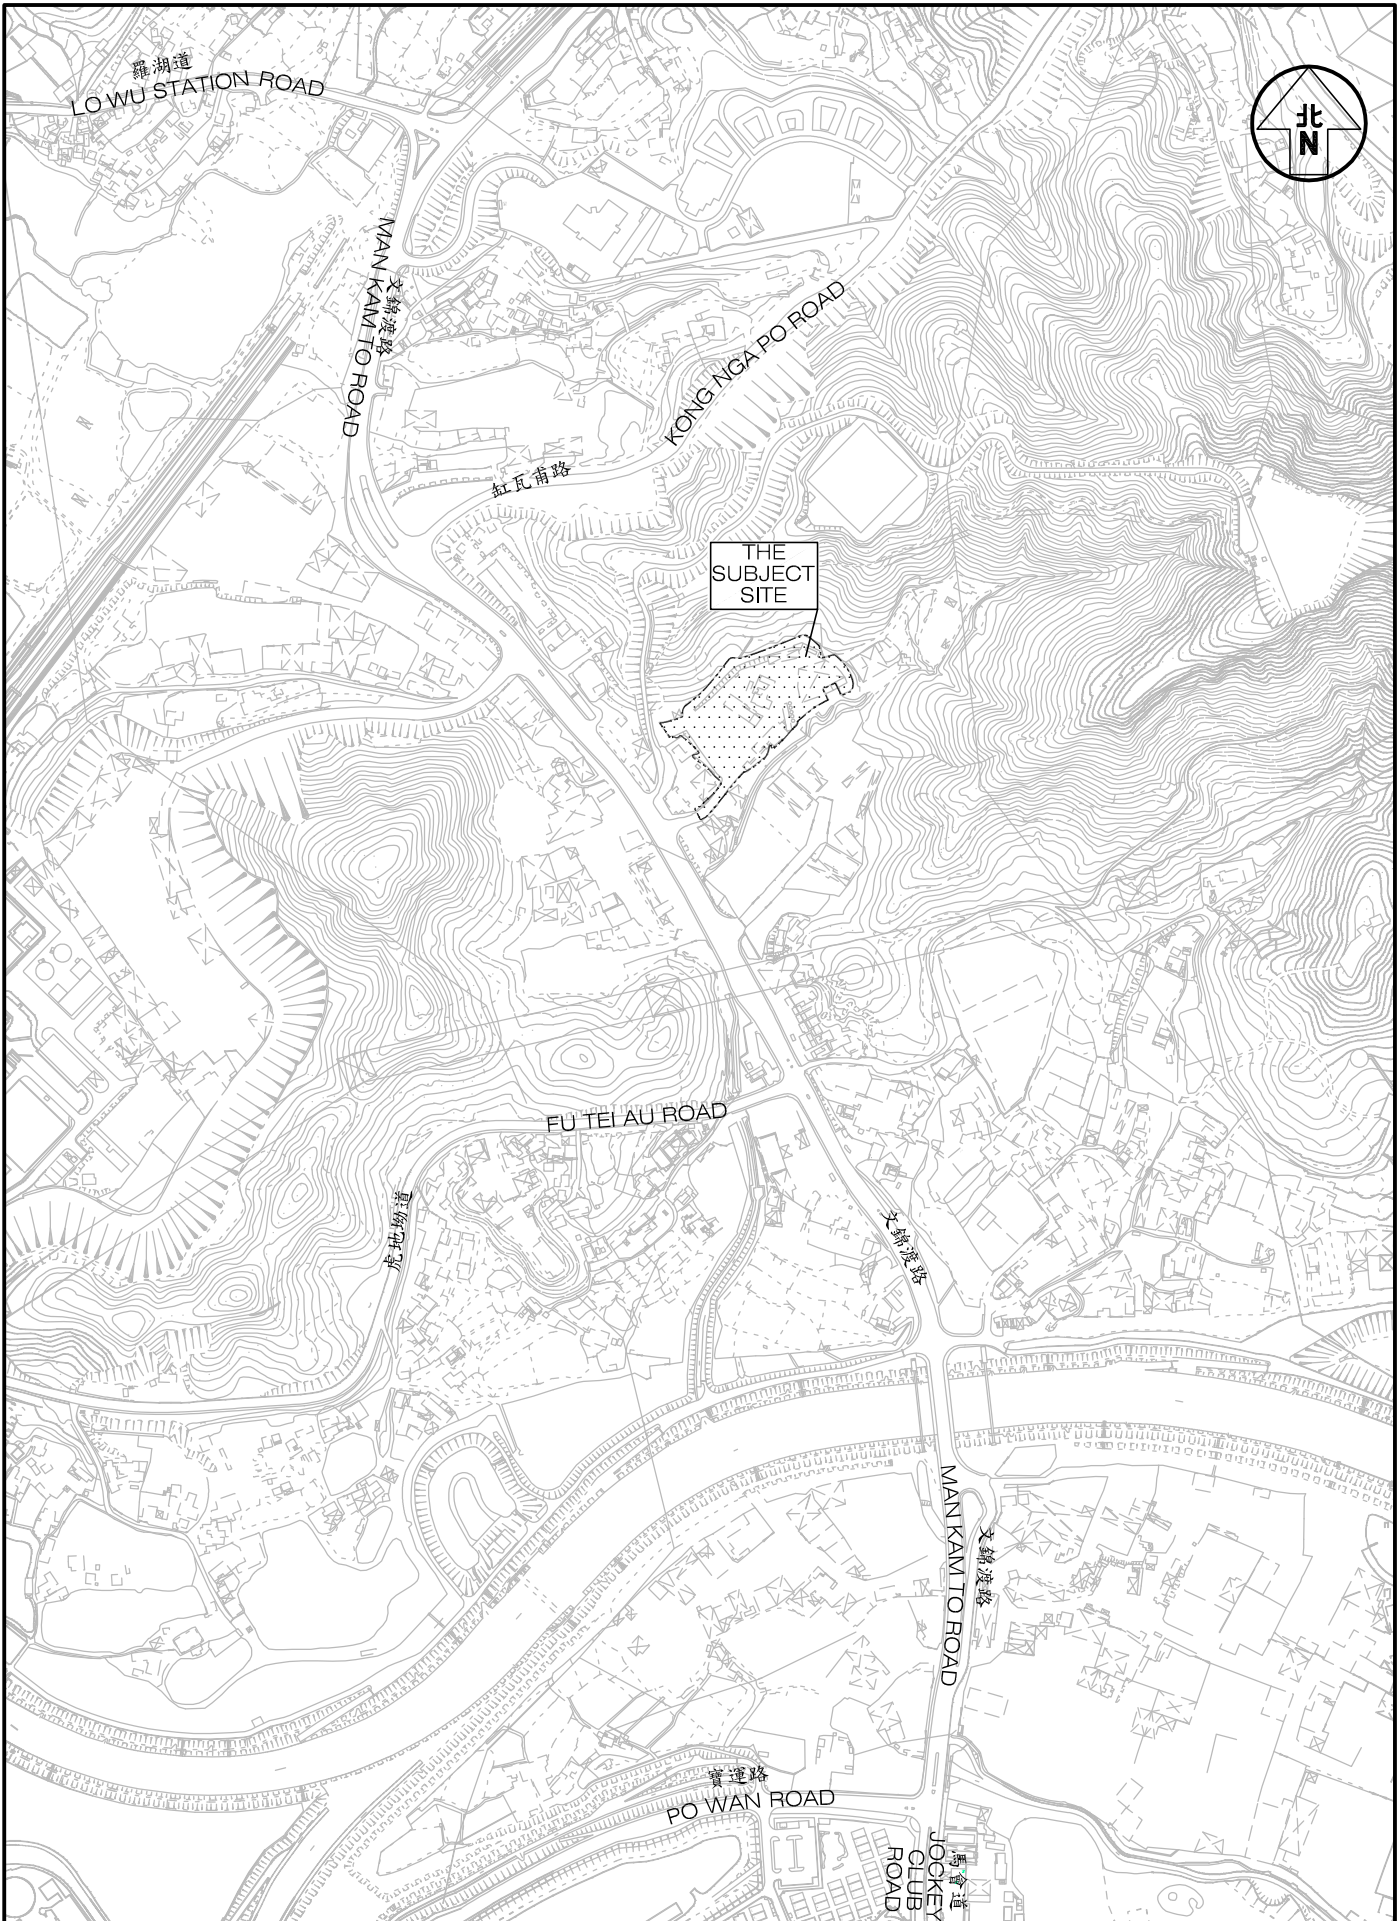 羅湖道
LO WU STATION ROAD
北
N
MAN KAM TO ROAD
文錦渡路
KONG NGA PO ROAD
缸瓦甫路
THE
SUBJECT
SITE
FU TEI AU ROAD
虎地坳道
文錦渡路
MAN KAM TO ROAD
文錦渡路
寶運路
PO WAN ROAD
馬會道
JOCKEY
CLUB
ROAD